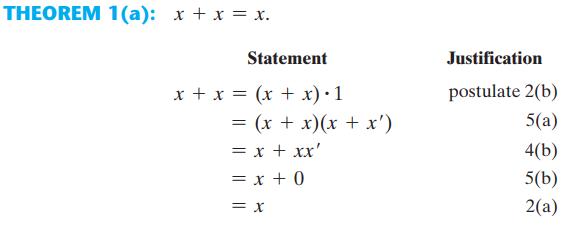 THEOREM 1(a): x + x = x.
Statement Justification
x + x = (x + x) · 1 postulate 2(b)
= (x + x)(x + x′) 5(a)
= x + xx′ 4(b)
= x + 0 5(b)
= x 2(a)